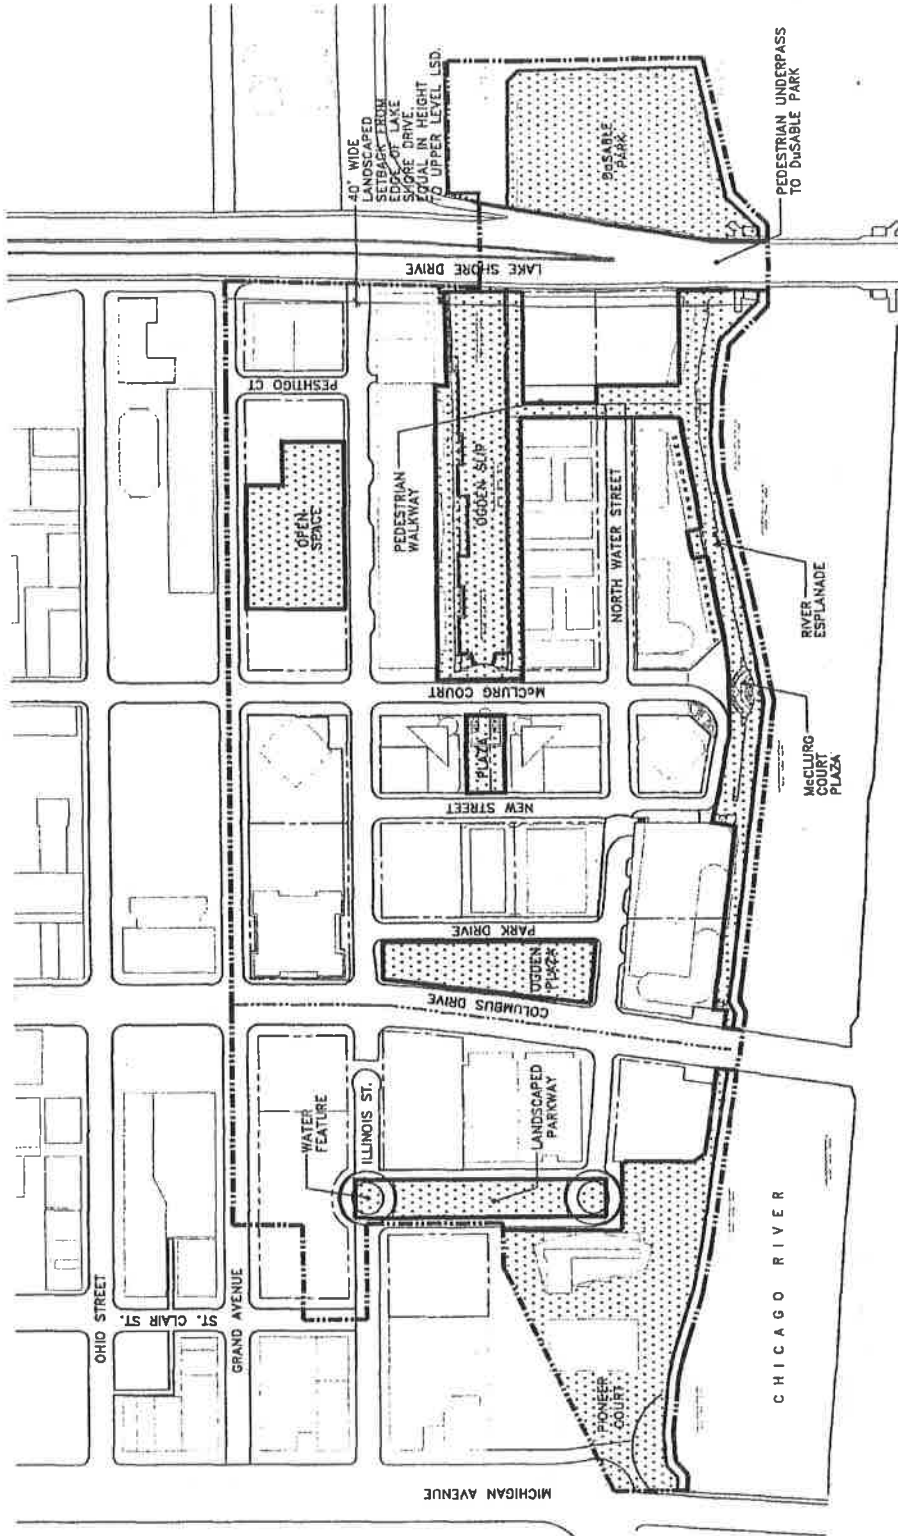 40' WIDE
LANDSCAPED
SETBACK FROM
EDGE OF LAKE
SHORE DRIVE,
EQUAL IN HEIGHT
TO UPPER LEVEL LSD.
DuSABLE
PARK
PEDESTRIAN UNDERPASS
TO DuSABLE PARK
LAKE SHORE DRIVE
PESHTIGO CT
OPEN
SPACE
PEDESTRIAN
WALKWAY
OGDEN SLIP
NORTH WATER STREET
RIVER
ESPLANADE
McCLURG COURT
PLAZA
NEW STREET
McCLURG
COURT
PLAZA
PARK DRIVE
OGDEN
PLAZA
COLUMBUS DRIVE
WATER
FEATURE
ILLINOIS ST.
LANDSCAPED
PARKWAY
OHIO STREET
ST. CLAIR ST.
GRAND AVENUE
PIONEER
COURT
CHICAGO RIVER
MICHIGAN AVENUE